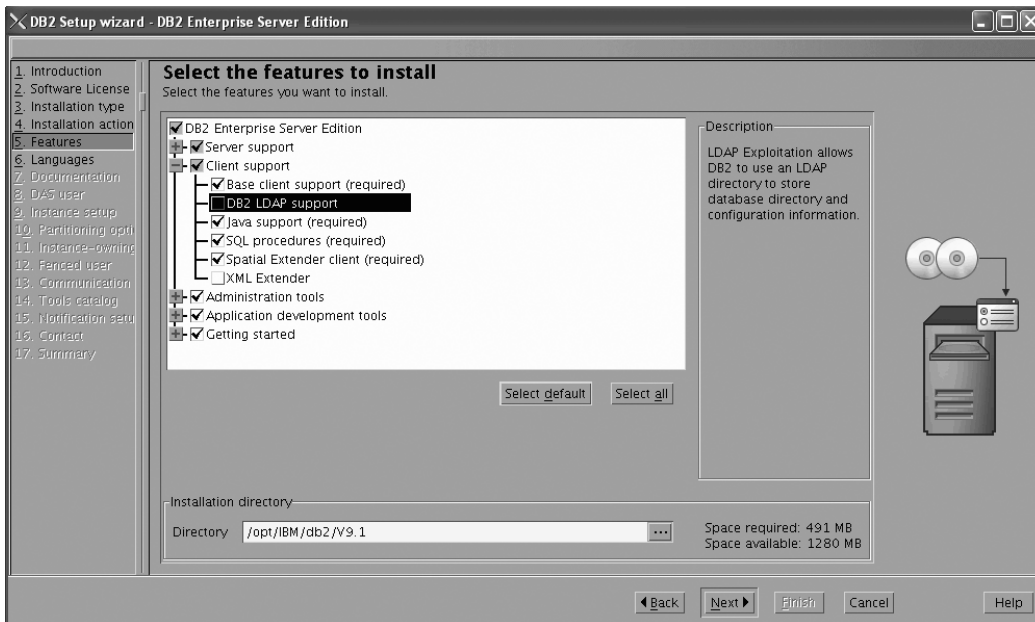 DB2 Setup wizard - DB2 Enterprise Server Edition
1. Introduction
2. Software License
3. Installation type
4. Installation action
5. Features
6. Languages
7. Documentation
8. DAS user
9. Instance setup
10. Partitioning opti
11. Instance-owning
12. Fenced user
13. Communication
14. Tools catalog
15. Notification setu
16. Contact
17. Summary
Select the features to install
Select the features you want to install.
DB2 Enterprise Server Edition
Server support
Client support
Base client support (required)
DB2 LDAP support
Java support (required)
SQL procedures (required)
Spatial Extender client (required)
XML Extender
Administration tools
Application development tools
Getting started
Select default
Select all
Description
LDAP Exploitation allows
DB2 to use an LDAP
directory to store
database directory and
configuration information.
Installation directory
Directory /opt/IBM/db2/V9.1 ...
Space required: 491 MB
Space available: 1280 MB
Back
Next
Finish
Cancel
Help